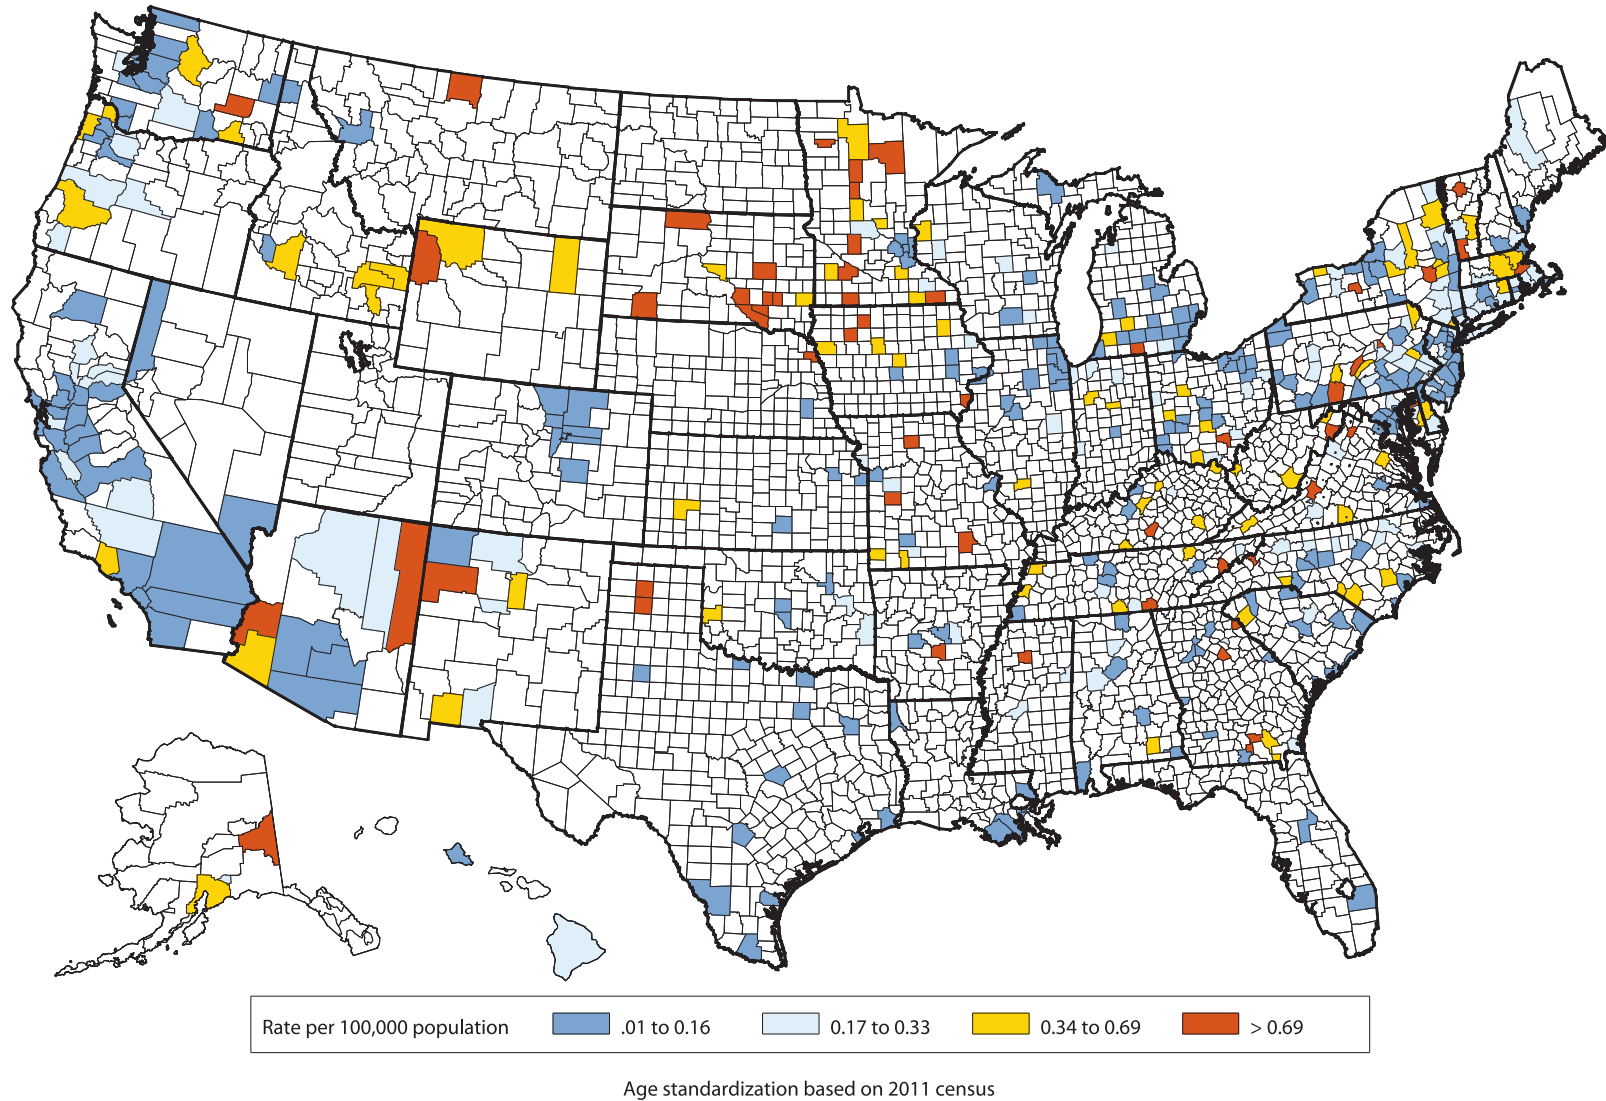 Rate per 100,000 population .01 to 0.16 0.17 to 0.33 0.34 to 0.69 > 0.69
Age standardization based on 2011 census